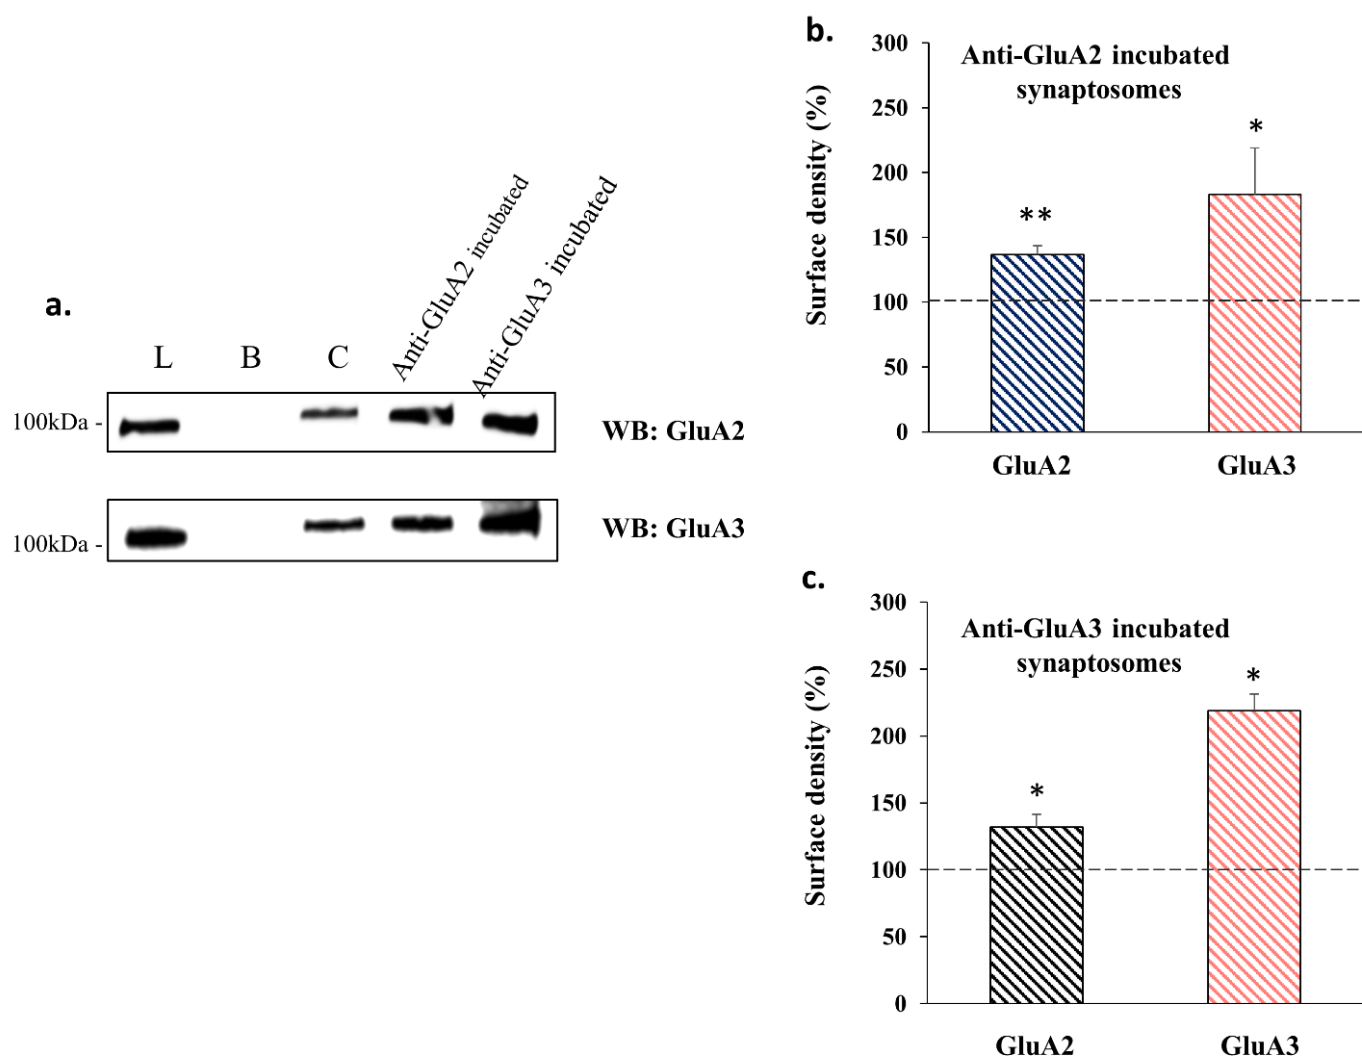 a.
L
B
C
Anti-GluA2 incubated
Anti-GluA3 incubated
100kDa -
WB: GluA2
100kDa -
WB: GluA3
b.
Anti-GluA2 incubated
synaptosomes
Surface density (%)
300
250
200
150
100
50
0
**
*
GluA2
GluA3
c.
Anti-GluA3 incubated
synaptosomes
Surface density (%)
300
250
200
150
100
50
0
*
*
GluA2
GluA3